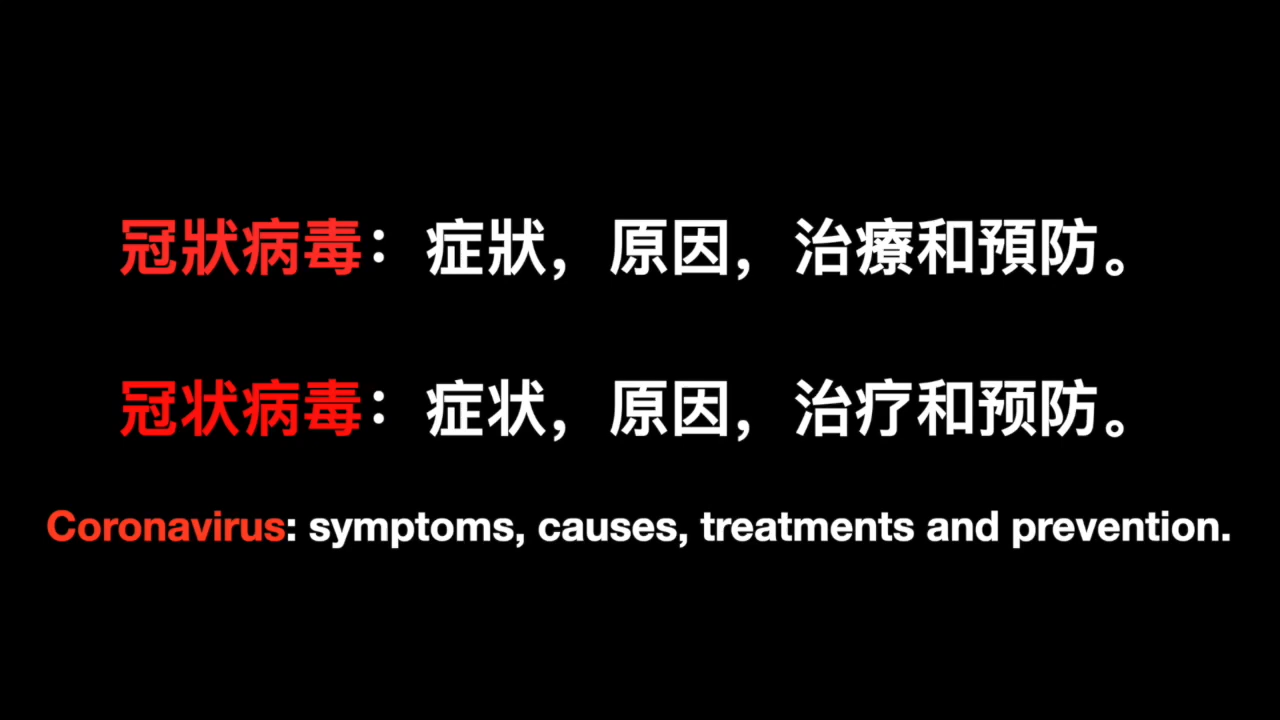 冠狀病毒：症狀，原因，治療和預防。
冠状病毒：症状，原因，治疗和预防。
Coronavirus: symptoms, causes, treatments and prevention.